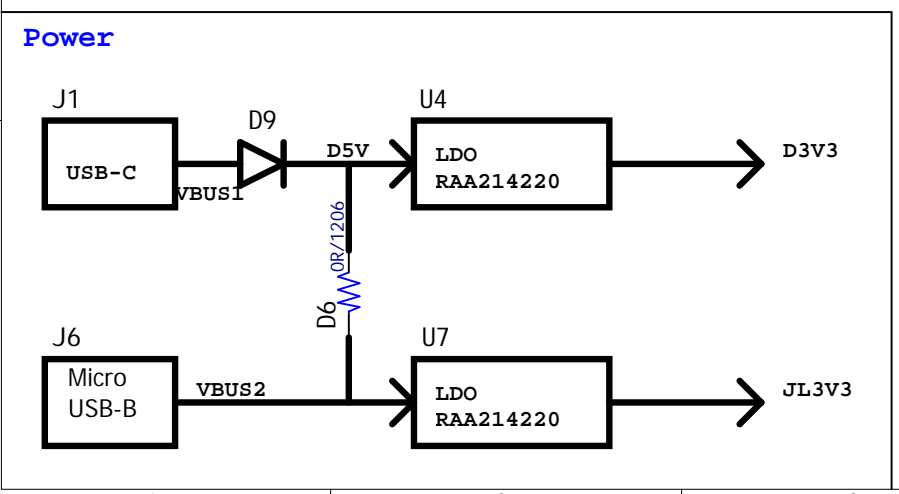 Power
J1
USB-C
VBUS1
D9
D5V
U4
LDO
RAA214220
D3V3
0R/1206
D6
J6
Micro
USB-B
VBUS2
U7
LDO
RAA214220
JL3V3